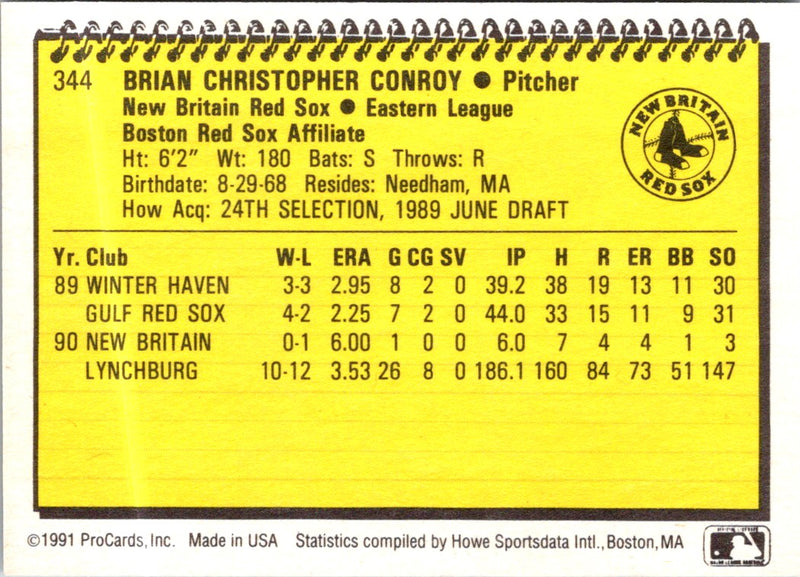 344 BRIAN CHRISTOPHER CONROY ● Pitcher
New Britain Red Sox ● Eastern League
Boston Red Sox Affiliate
Ht: 6'2" Wt: 180 Bats: S Throws: R
Birthdate: 8-29-68 Resides: Needham, MA
How Acq: 24TH SELECTION, 1989 JUNE DRAFT
NEW BRITAIN
RED SOX
Yr. Club W-L ERA G CG SV IP H R ER BB SO
89 WINTER HAVEN 3-3 2.95 8 2 0 39.2 38 19 13 11 30
GULF RED SOX 4-2 2.25 7 2 0 44.0 33 15 11 9 31
90 NEW BRITAIN 0-1 6.00 1 0 0 6.0 7 4 4 1 3
LYNCHBURG 10-12 3.53 26 8 0 186.1 160 84 73 51 147
©1991 ProCards, Inc. Made in USA Statistics compiled by Howe Sportsdata Intl., Boston, MA